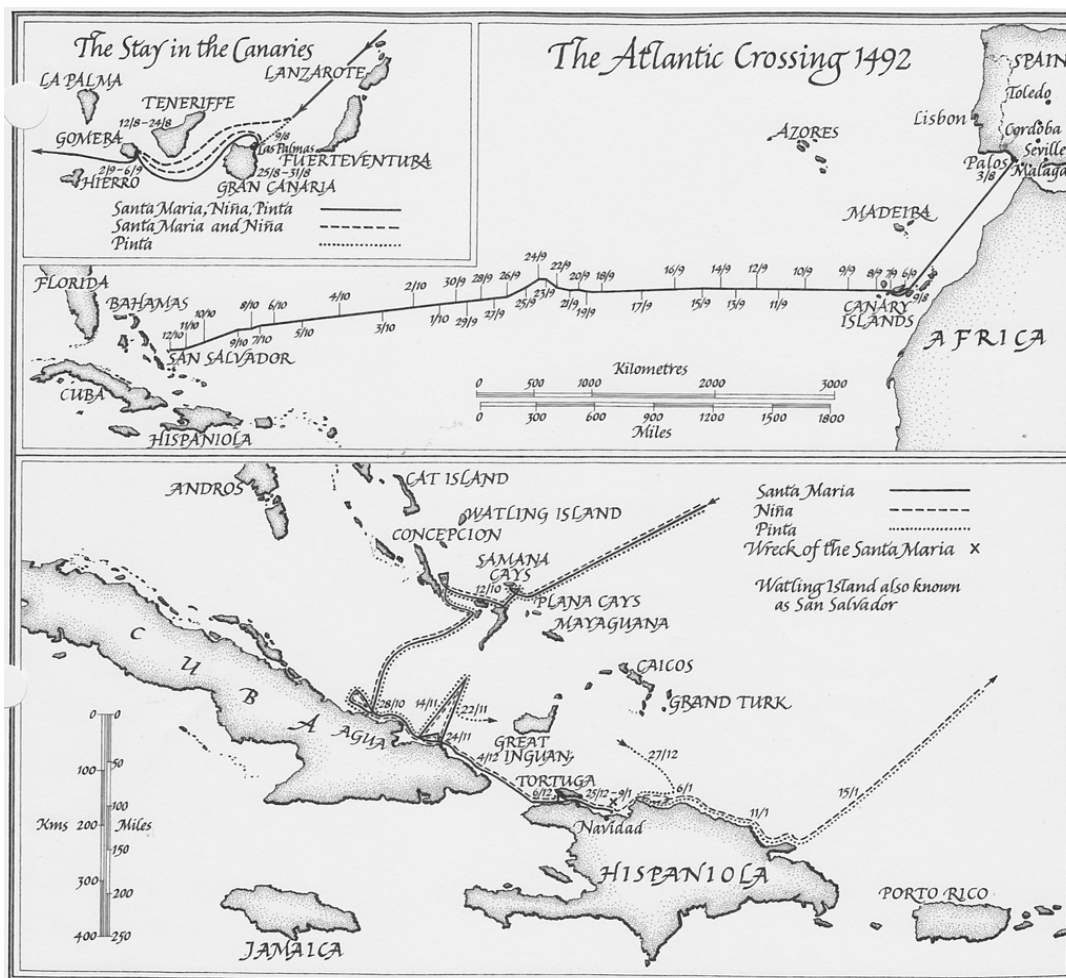 The Stay in the Canaries
LA PALMA
LANZAROTE
TENERIFFE
12/8-24/8
GOMERA
9/8
Las Palmas
FUERTEVENTURA
2/9-6/9
HIERRO
25/8-31/8
GRAN CANARIA
Santa Maria, Niña, Pinta
Santa Maria and Niña
Pinta
The Atlantic Crossing 1492
SPAIN
Toledo
Lisbon
Cordoba
Seville
Palos
3/8
Malaga
AZORES
MADEIRA
FLORIDA
BAHAMAS
24/9
22/9
30/9 28/9 26/9 20/9 18/9 16/9 14/9 12/9 10/9 9/9 8/9 7/9 6/9
8/10 6/10 4/10 2/10
10/10
11/10
12/10
9/10 7/10 5/10 3/10 1/10 29/9 27/9 25/9 23/9 21/9 19/9 17/9 15/9 13/9 11/9
9/8
CANARY
ISLANDS
SAN SALVADOR
AFRICA
CUBA
HISPANIOLA
Kilometres
0 500 1000 2000 3000
0 300 600 900 1200 1500 1800
Miles
ANDROS
CAT ISLAND
WATLING ISLAND
CONCEPCION
SAMANA
CAYS
12/10
PLANA CAYS
MAYAGUANA
Santa Maria
Niña
Pinta
Wreck of the Santa Maria x
Watling Island also known
as San Salvador
CUBA
CAICOS
GRAND TURK
28/10
14/11
22/11
AGUA
24/11
GREAT
INGUAN
4/12
27/12
TORTUGA
6/12
25/12-9/1
6/1
11/1
15/1
Navidad
HISPANIOLA
PORTO RICO
JAMAICA
0 0
50
100
100
Kms 200 Miles
150
300
200
400 250